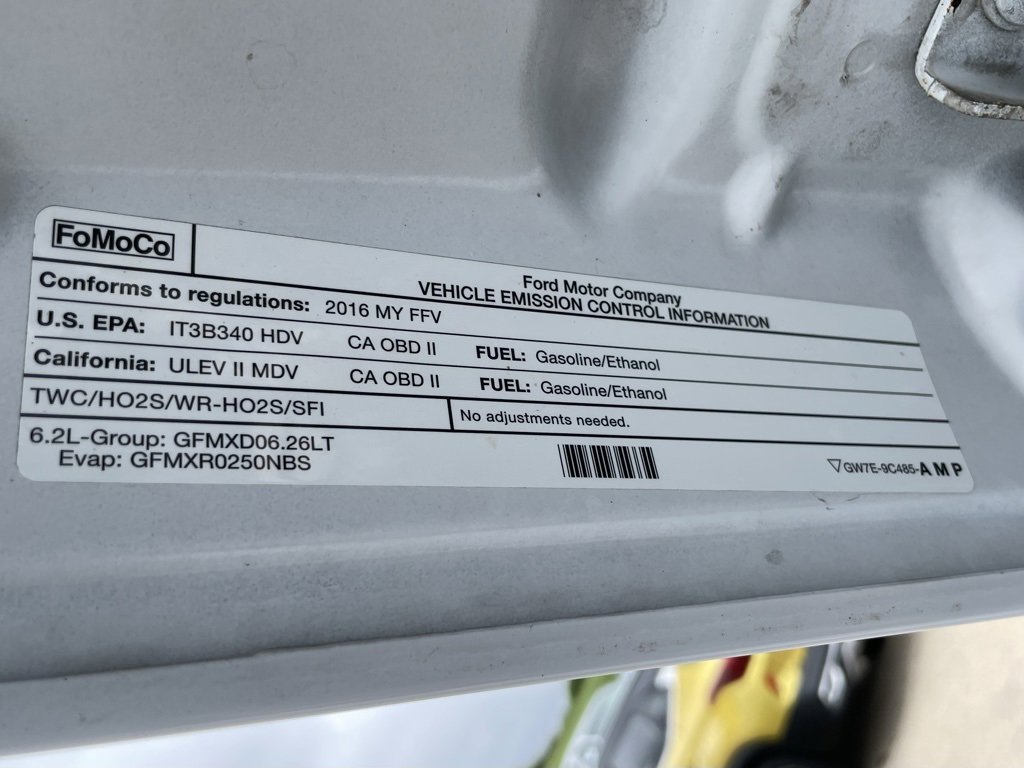 FoMoCo
Ford Motor Company
VEHICLE EMISSION CONTROL INFORMATION
Conforms to regulations: 2016 MY FFV
U.S. EPA: IT3B340 HDV CA OBD II FUEL: Gasoline/Ethanol
California: ULEV II MDV CA OBD II FUEL: Gasoline/Ethanol
TWC/HO2S/WR-HO2S/SFI No adjustments needed.
6.2L-Group: GFMXD06.26LT
Evap: GFMXR0250NBS
GW7E-9C485-A M P